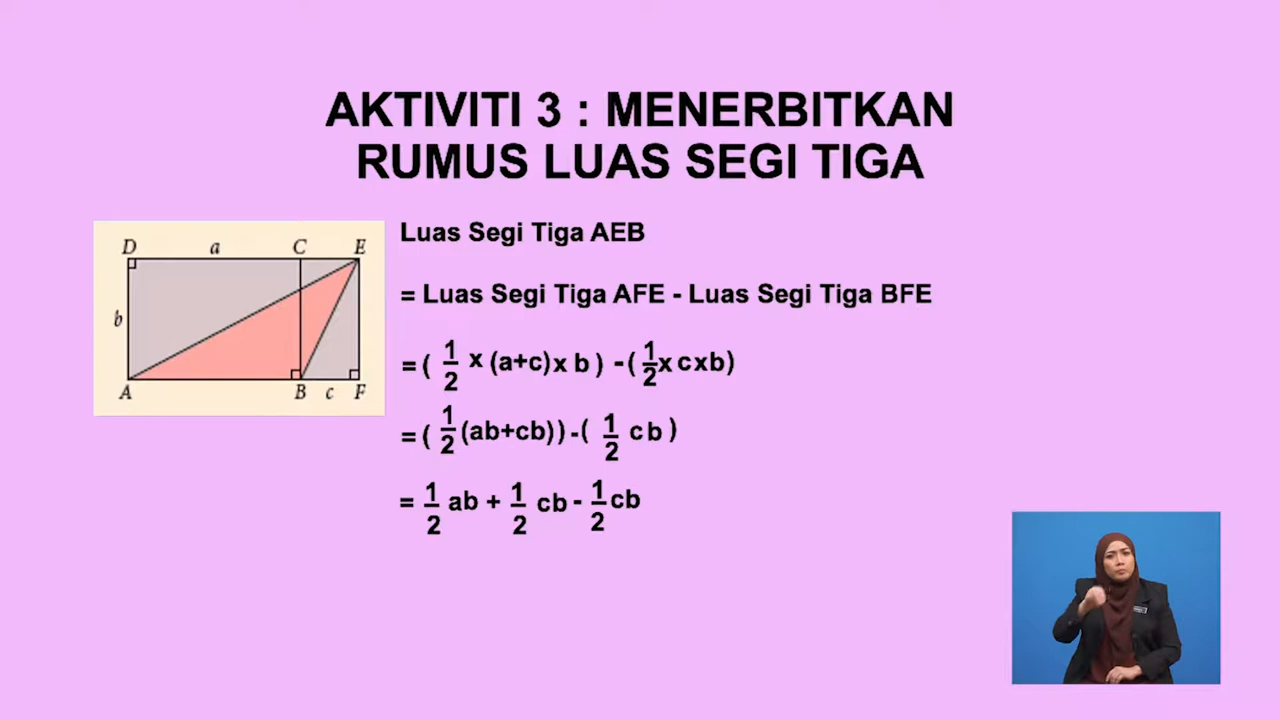 AKTIVITI 3 : MENERBITKAN
RUMUS LUAS SEGI TIGA
D a C E
b
A B c F
Luas Segi Tiga AEB
= Luas Segi Tiga AFE - Luas Segi Tiga BFE
= ( 1/2 x (a+c) x b ) - ( 1/2 x c x b)
= ( 1/2 (ab+cb)) - ( 1/2 cb )
= 1/2 ab + 1/2 cb - 1/2 cb